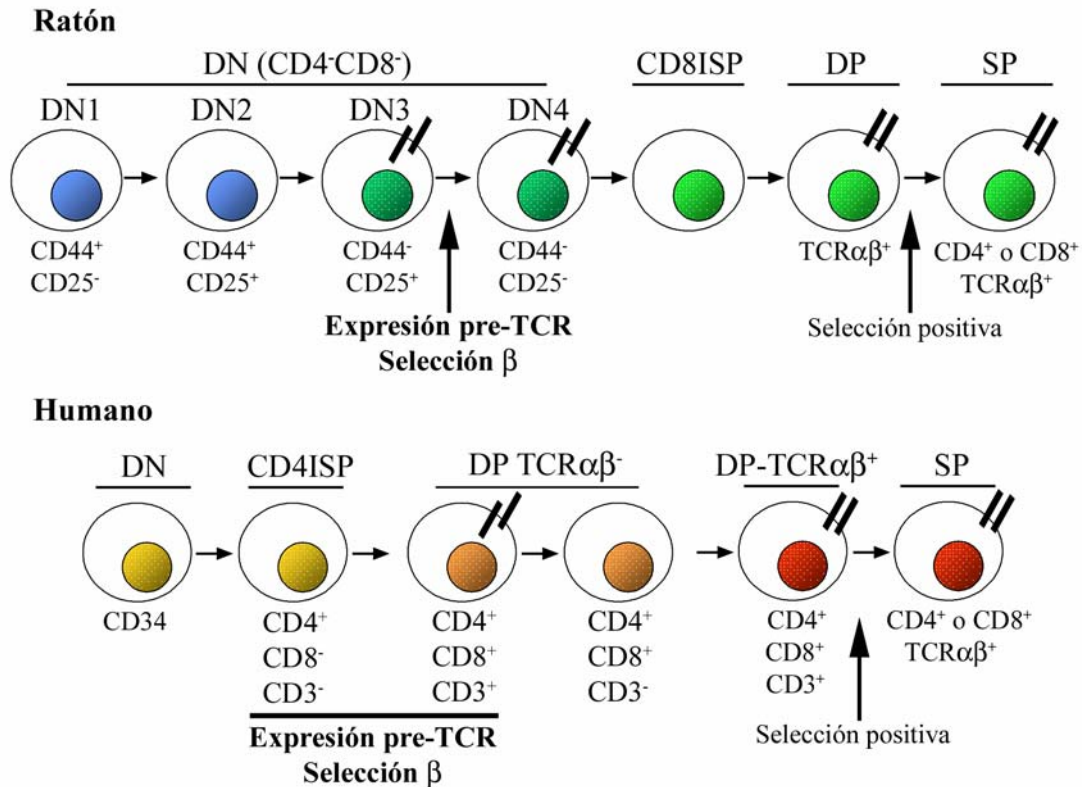 Ratón
DN (CD4⁻CD8⁻) CD8ISP DP SP
DN1 DN2 DN3 DN4
CD44⁺ CD44⁺ CD44⁻ CD44⁻ TCRαβ⁺ CD4⁺ o CD8⁺
CD25⁻ CD25⁺ CD25⁺ CD25⁻ TCRαβ⁺
Expresión pre-TCR Selección positiva
Selección β
Humano
DN CD4ISP DP TCRαβ⁻ DP-TCRαβ⁺ SP
CD34 CD4⁺ CD4⁺ CD4⁺ CD4⁺ CD4⁺ o CD8⁺
CD8⁻ CD8⁺ CD8⁺ CD8⁺ TCRαβ⁺
CD3⁻ CD3⁺ CD3⁻ CD3⁺
Expresión pre-TCR Selección positiva
Selección β